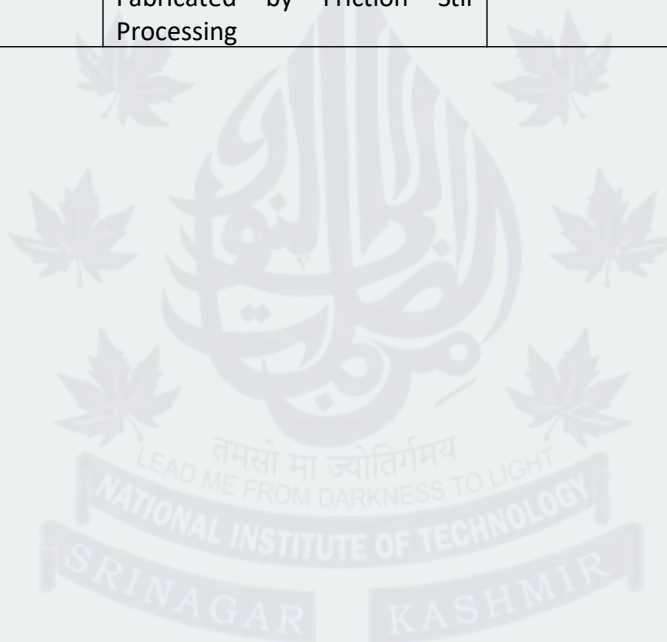 Fabricated by Friction Stir
Processing
तमसो मा ज्योतिर्गमय
LEAD ME FROM DARKNESS TO LIGHT
NATIONAL INSTITUTE OF TECHNOLOGY
SRINAGAR KASHMIR